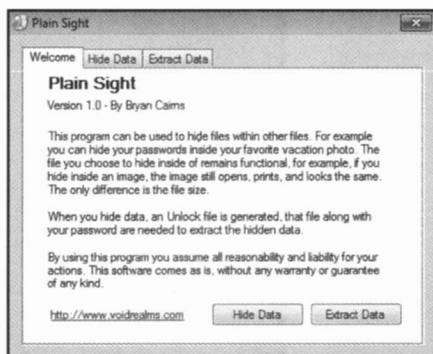 Plain Sight
Welcome Hide Data Extract Data
Plain Sight
Version 1.0 - By Bryan Cairns
This program can be used to hide files within other files. For example
you can hide your passwords inside your favorite vacation photo. The
file you choose to hide inside of remains functional, for example, if you
hide inside an image, the image still opens, prints, and looks the same.
The only difference is the file size.
When you hide data, an Unlock file is generated, that file along with
your password are needed to extract the hidden data.
By using this program you assume all reasonability and liability for your
actions. This software comes as is, without any warranty or guarantee
of any kind.
http://www.voidrealms.com Hide Data Extract Data